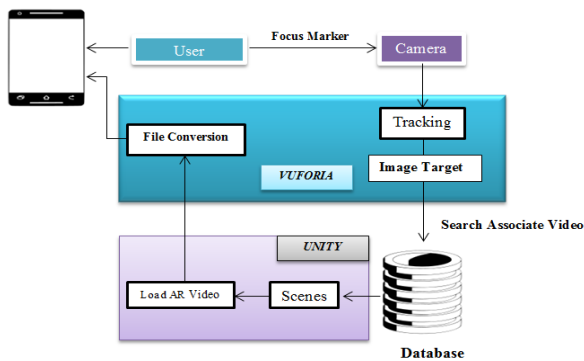 Focus Marker
User
Camera
Tracking
File Conversion
Image Target
VUFORIA
Search Associate Video
UNITY
Load AR Video
Scenes
Database